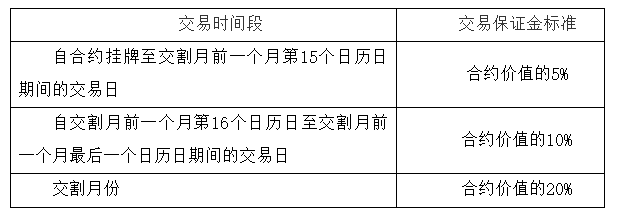 交易时间段
交易保证金标准
自合约挂牌至交割月前一个月第15个日历日
期间的交易日
合约价值的5%
自交割月前一个月第16个日历日至交割月前
一个月最后一个日历日期间的交易日
合约价值的10%
交割月份
合约价值的20%